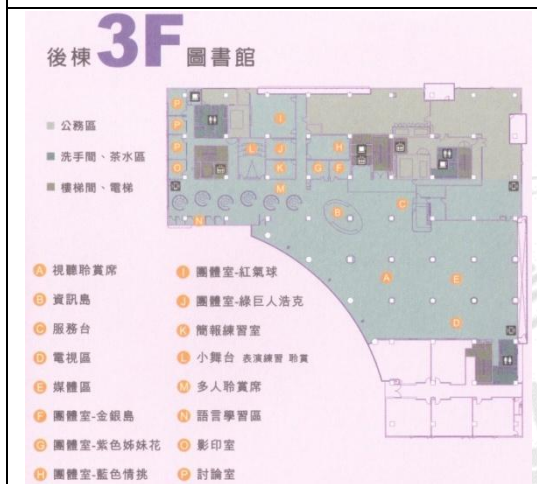 後棟3F圖書館
公務區
洗手間、茶水區
樓梯間、電梯
A 視聽聆賞席
B 資訊島
C 服務台
D 電視區
E 媒體區
F 團體室-金銀島
G 團體室-紫色姊妹花
H 團體室-藍色情挑
I 團體室-紅氣球
J 團體室-綠巨人浩克
K 簡報練習室
L 小舞台 表演練習 聆賞
M 多人聆賞席
N 語言學習區
O 影印室
P 討論室
P
P
P
O
I
L
J
K
H
G
F
M
N
B
C
A
E
D